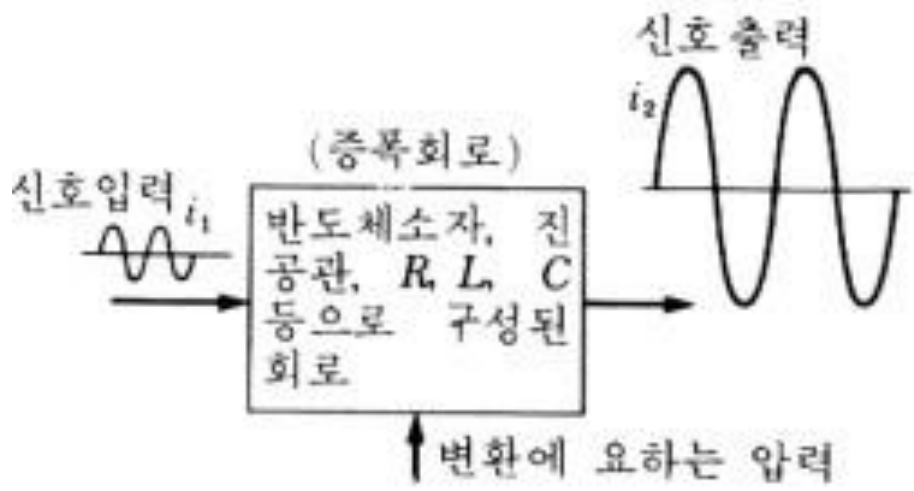 신호 출력
i₂
(증폭회로)
신호입력 i₁
반도체소자, 진
공관, R, L, C
등으로 구성된
회로
변환에 요하는 압력